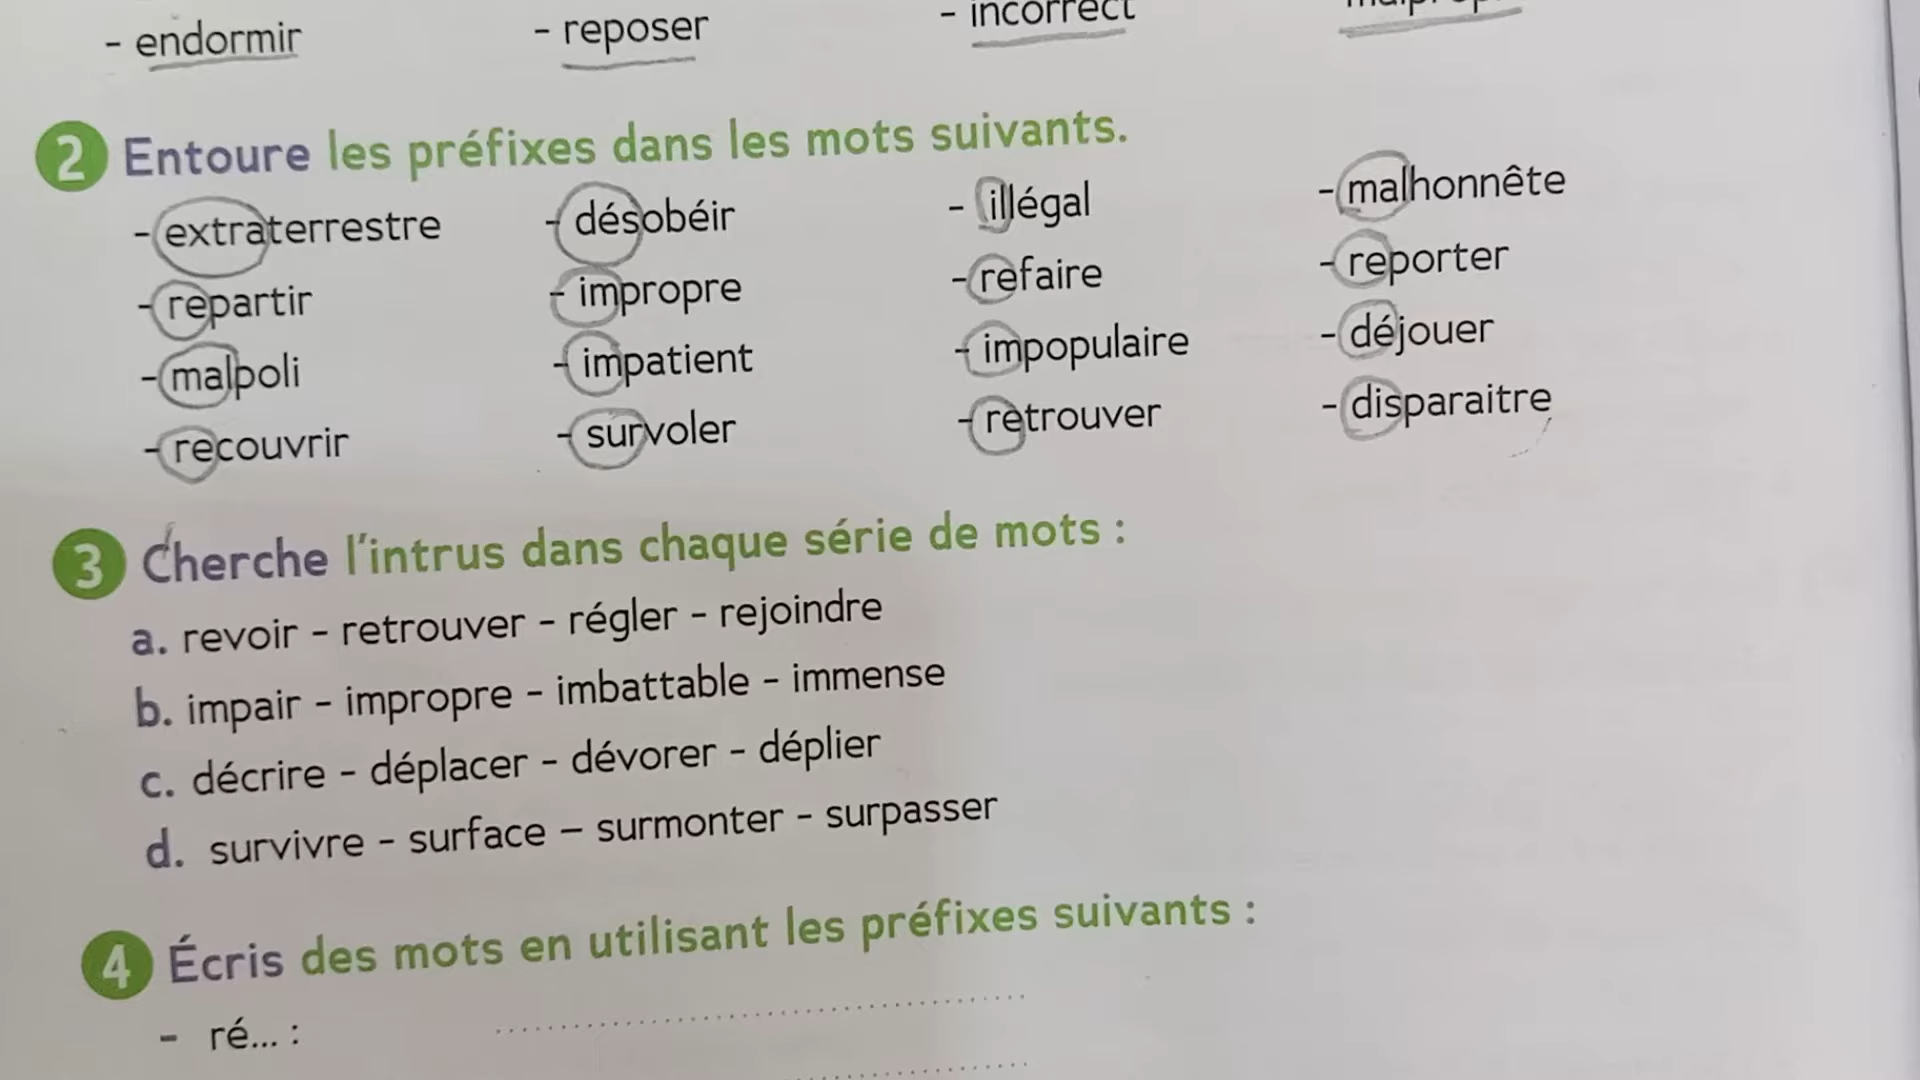 - endormir - reposer - incorrect
2 Entoure les préfixes dans les mots suivants.
- extraterrestre - désobéir - illégal - malhonnête
- repartir - impropre - refaire - reporter
- malpoli - impatient - impopulaire - déjouer
- recouvrir - survoler - retrouver - disparaitre
3 Cherche l'intrus dans chaque série de mots :
a. revoir - retrouver - régler - rejoindre
b. impair - impropre - imbattable - immense
c. décrire - déplacer - dévorer - déplier
d. survivre - surface – surmonter - surpasser
4 Écris des mots en utilisant les préfixes suivants :
- ré... : ........................................